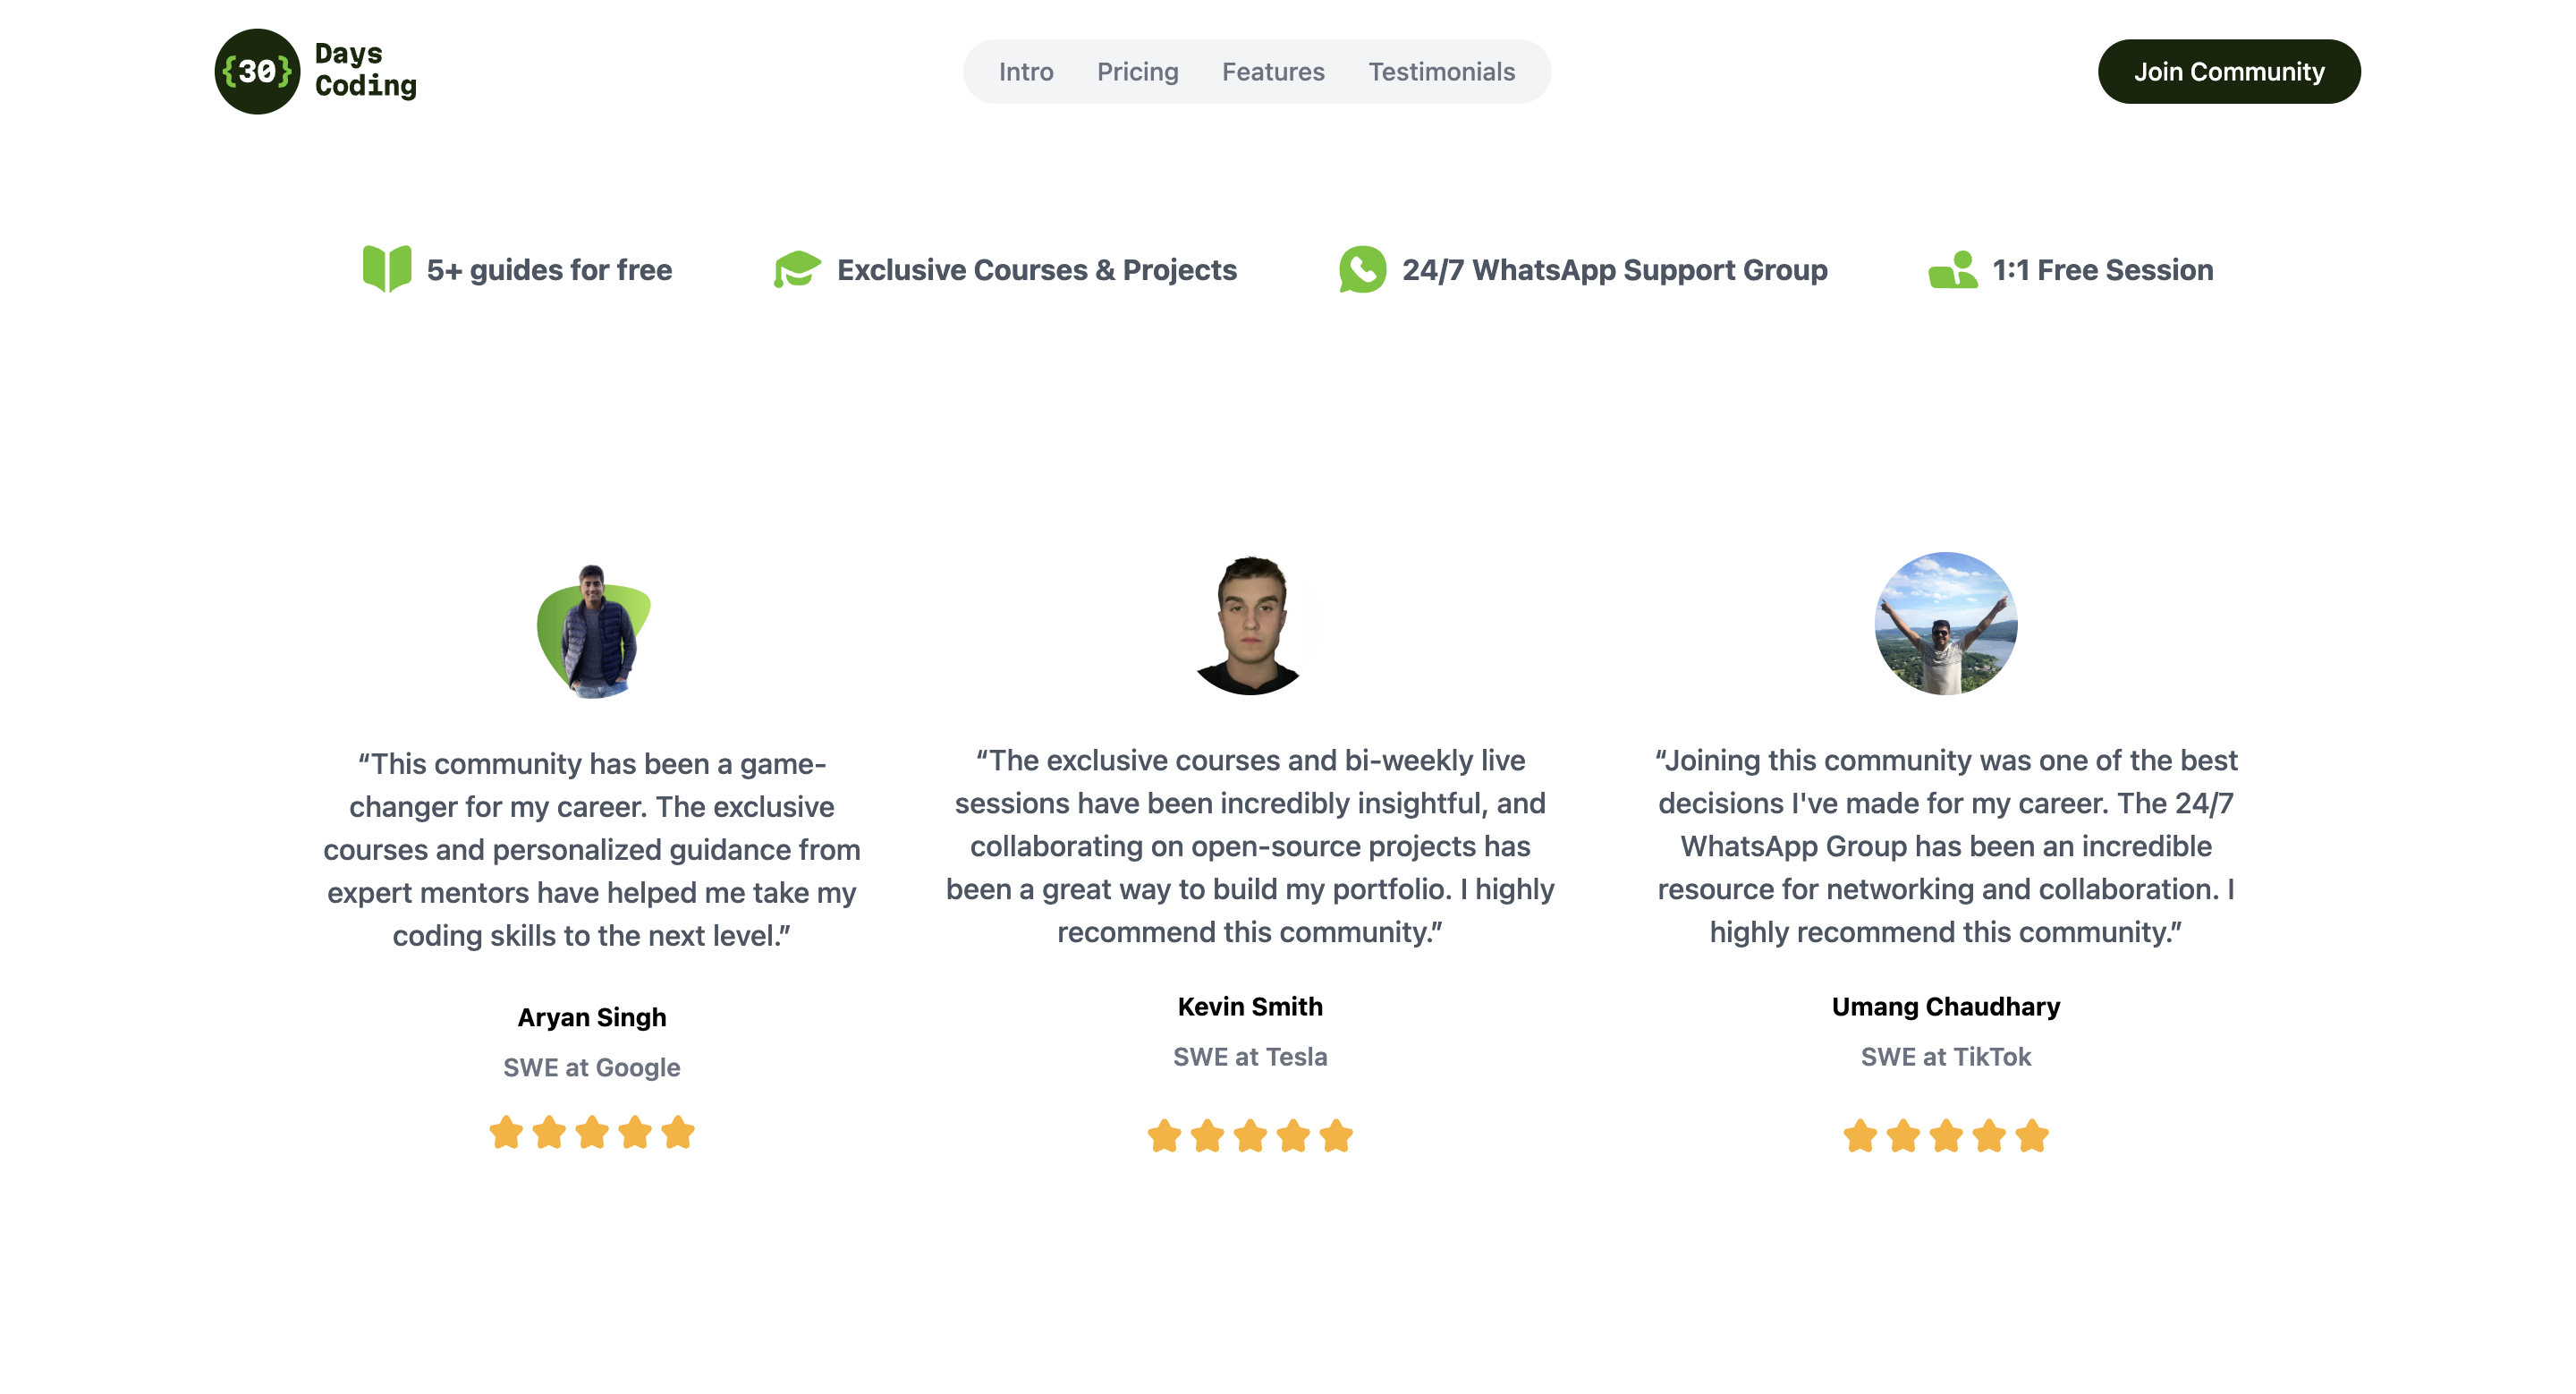 {30} Days
Coding
Intro Pricing Features Testimonials
Join Community
5+ guides for free
Exclusive Courses & Projects
24/7 WhatsApp Support Group
1:1 Free Session
“This community has been a game-
changer for my career. The exclusive
courses and personalized guidance from
expert mentors have helped me take my
coding skills to the next level.”
Aryan Singh
SWE at Google
“The exclusive courses and bi-weekly live
sessions have been incredibly insightful, and
collaborating on open-source projects has
been a great way to build my portfolio. I highly
recommend this community.”
Kevin Smith
SWE at Tesla
“Joining this community was one of the best
decisions I've made for my career. The 24/7
WhatsApp Group has been an incredible
resource for networking and collaboration. I
highly recommend this community.”
Umang Chaudhary
SWE at TikTok